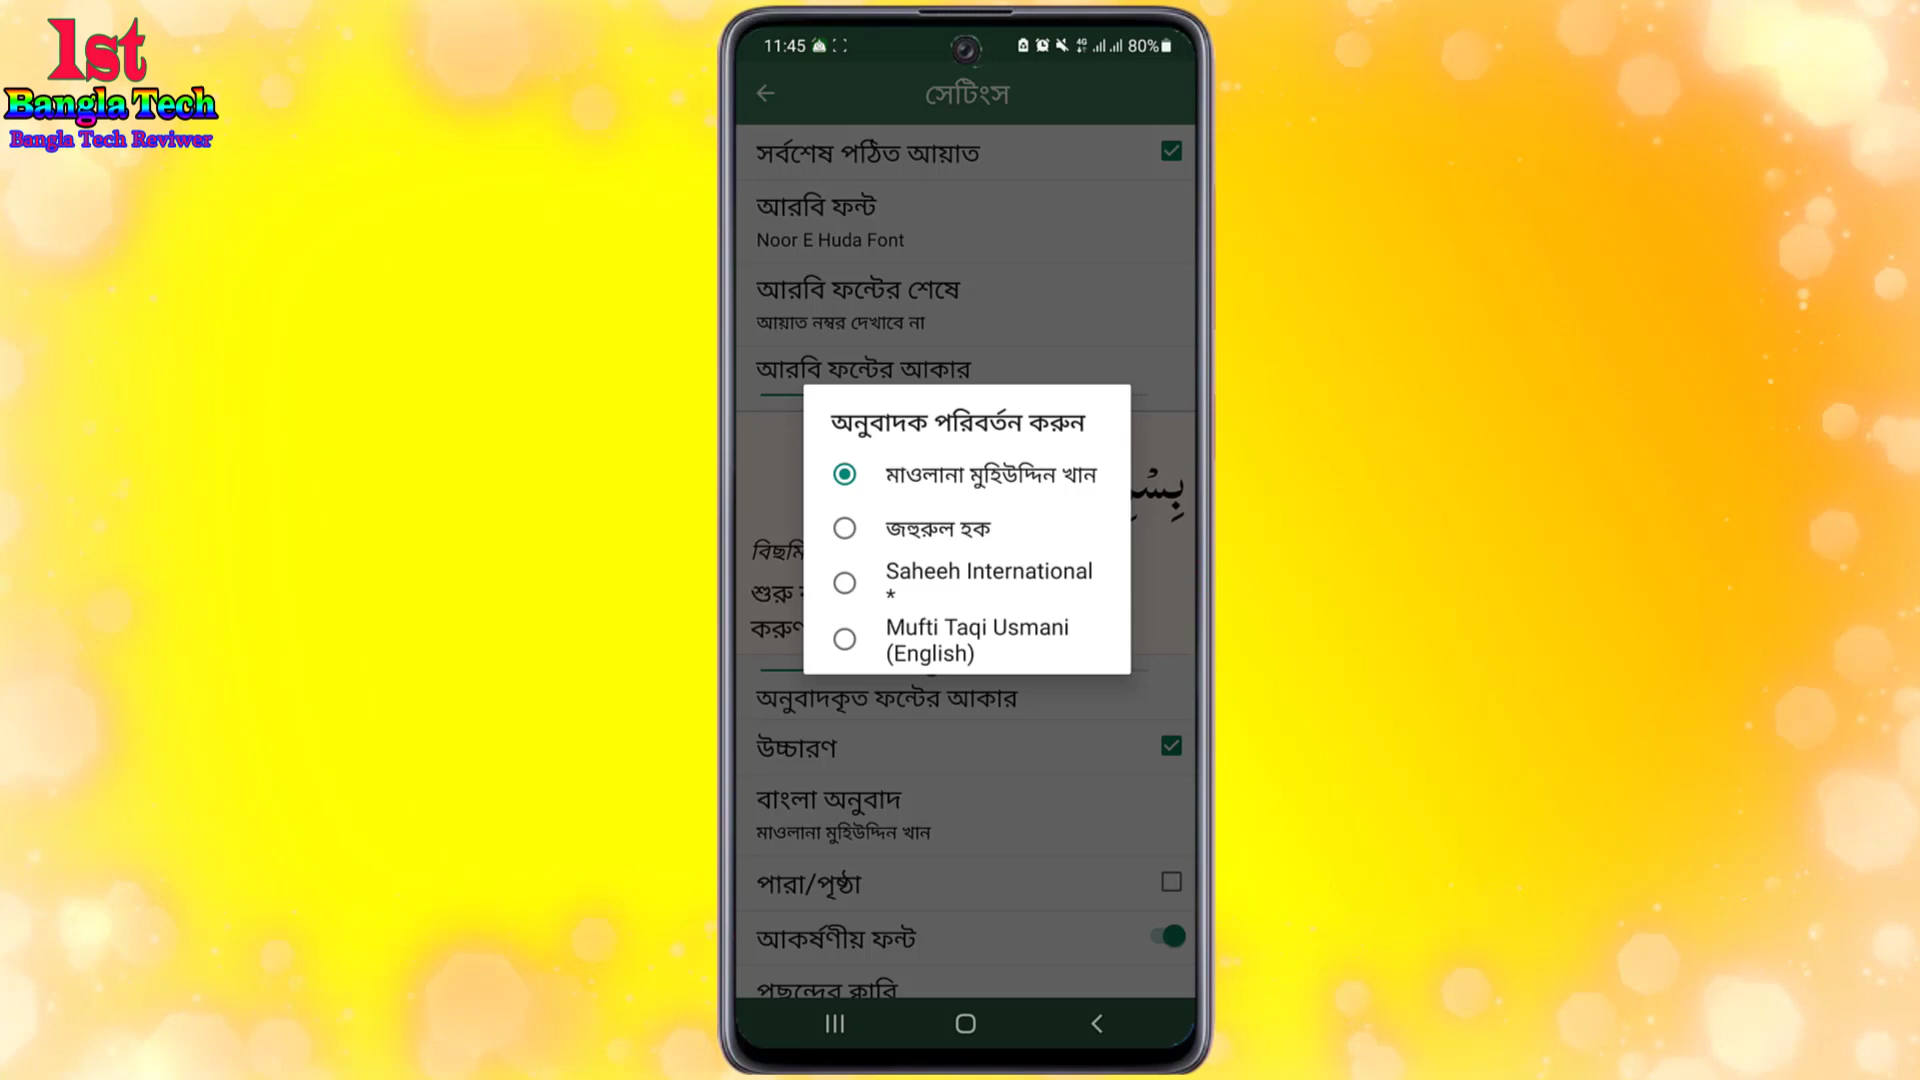 1st
Bangla Tech
Bangla Tech Reviwer
11:45
4G
80%
সেটিংস
সর্বশেষ পঠিত আয়াত
আরবি ফন্ট
Noor E Huda Font
আরবি ফন্টের শেষে
আয়াত নম্বর দেখাবে না
আরবি ফন্টের আকার
অনুবাদক পরিবর্তন করুন
মাওলানা মুহিউদ্দিন খান
জহুরুল হক
Saheeh International
*
Mufti Taqi Usmani
(English)
শুরু
অনুবাদকৃত ফন্টের আকার
উচ্চারণ
বাংলা অনুবাদ
মাওলানা মুহিউদ্দিন খান
পারা/পৃষ্ঠা
আকর্ষণীয় ফন্ট
পছন্দের ক্বারি